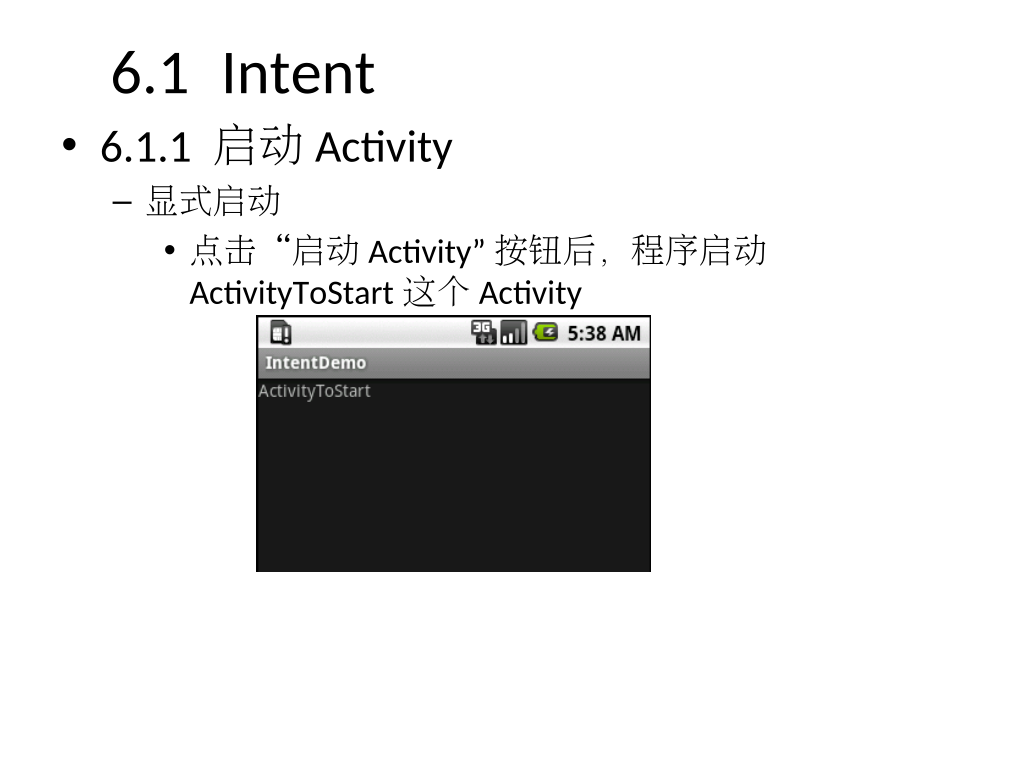 6.1 Intent
• 6.1.1 启动 Activity
– 显式启动
• 点击“启动 Activity” 按钮后，程序启动
ActivityToStart 这个 Activity
3G 5:38 AM
IntentDemo
ActivityToStart